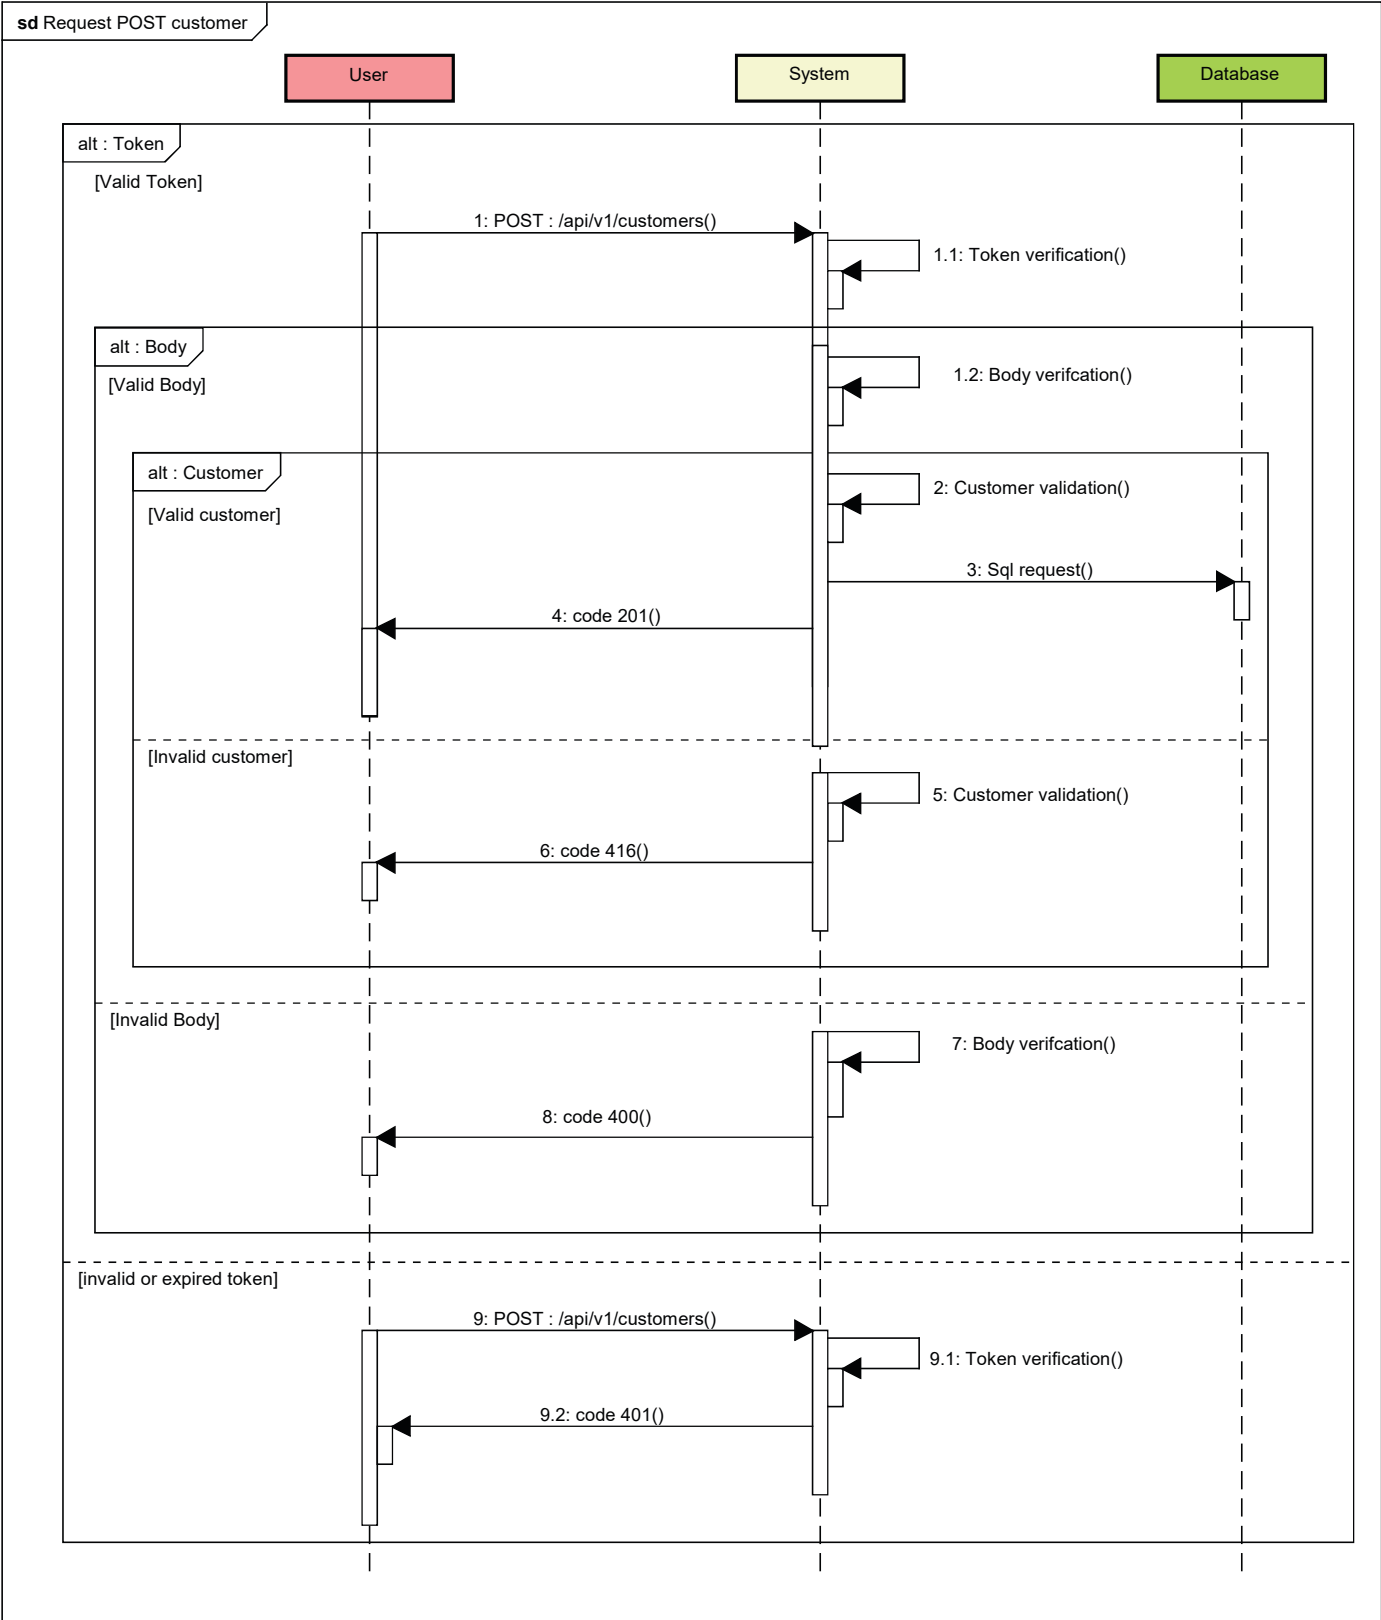 sd Request POST customer
User
System
Database
alt : Token
[Valid Token]
1: POST : /api/v1/customers()
1.1: Token verification()
alt : Body
[Valid Body]
1.2: Body verifcation()
alt : Customer
2: Customer validation()
[Valid customer]
3: Sql request()
4: code 201()
[Invalid customer]
5: Customer validation()
6: code 416()
[Invalid Body]
7: Body verifcation()
8: code 400()
[invalid or expired token]
9: POST : /api/v1/customers()
9.1: Token verification()
9.2: code 401()